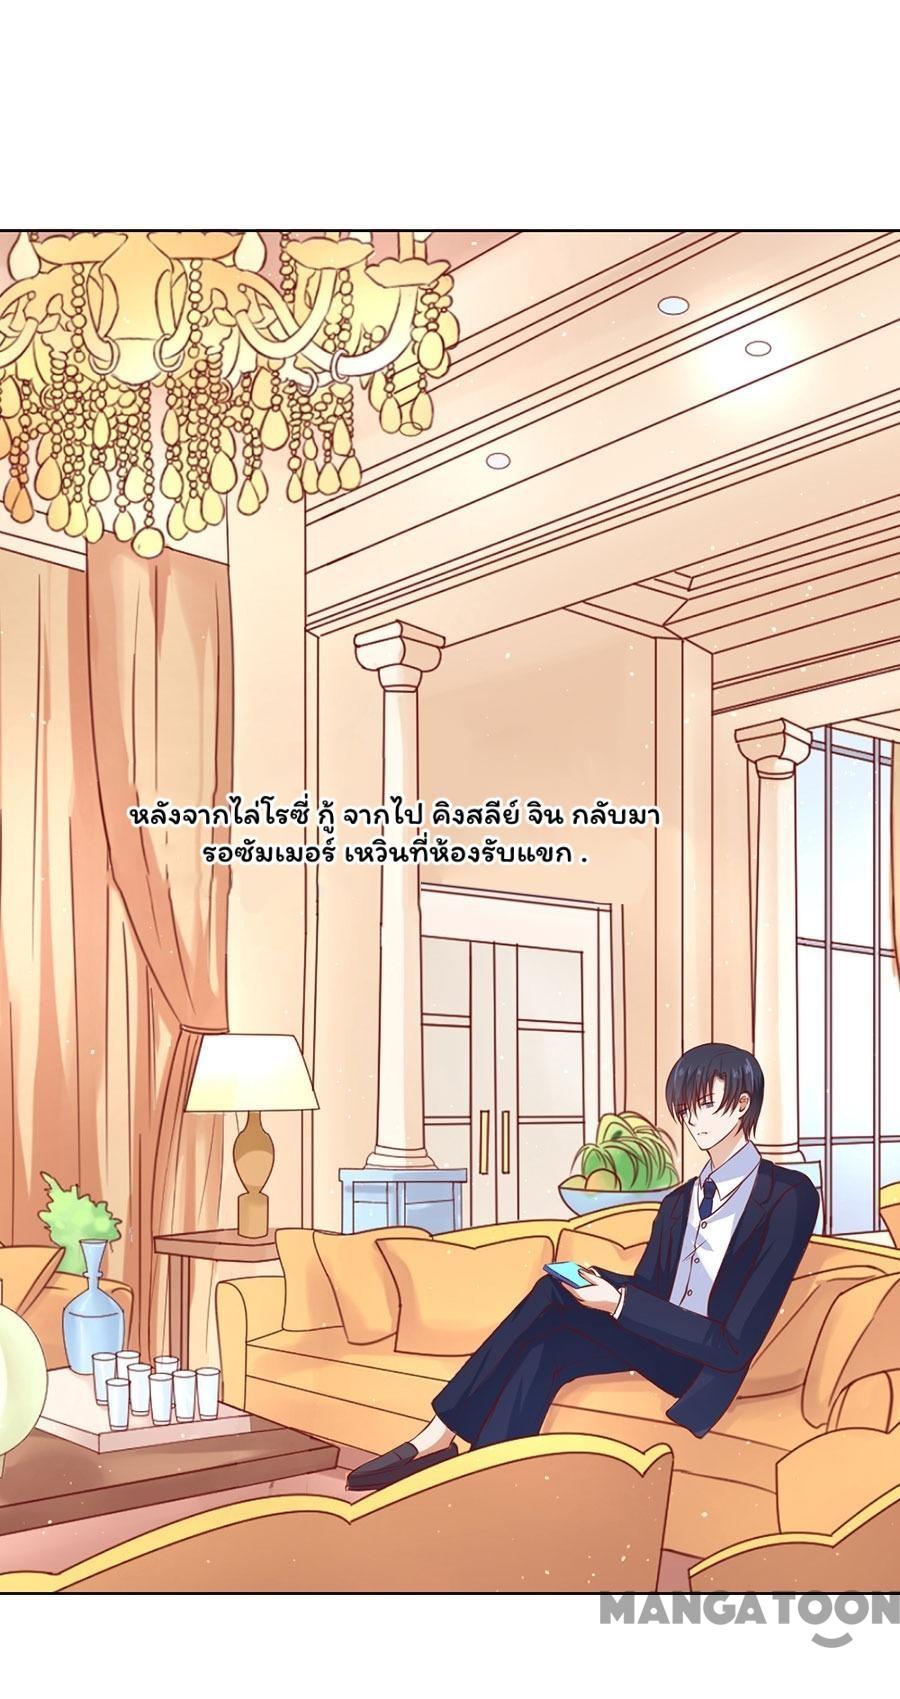 หลังจากไล่โรซี่ กู้ จากไป คิงสลีย์ จิน กลับมา
รอซัมเมอร์ เหวินที่ห้องรับแขก .
MANGATOON